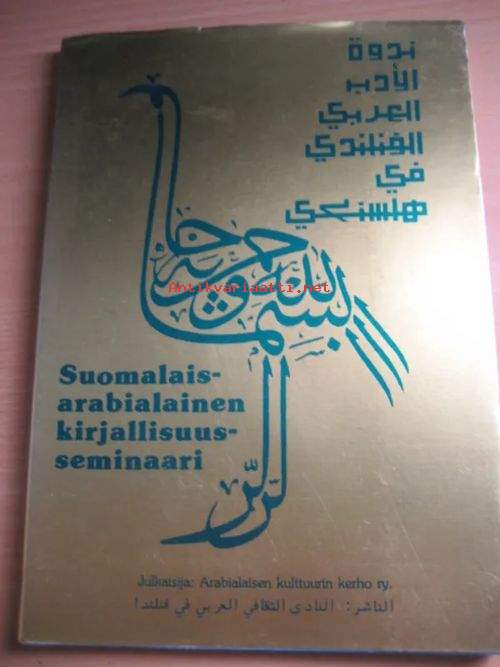 ندوة
الأدب
العربي
الفنلندي
في
هلسنكي
Antikvariaatti.net
Suomalais-
arabialainen
kirjallisuus-
seminaari
Julkaisija: Arabialaisen kulttuurin kerho ry.
الناشر: النادي الثقافي العربي في فنلندا